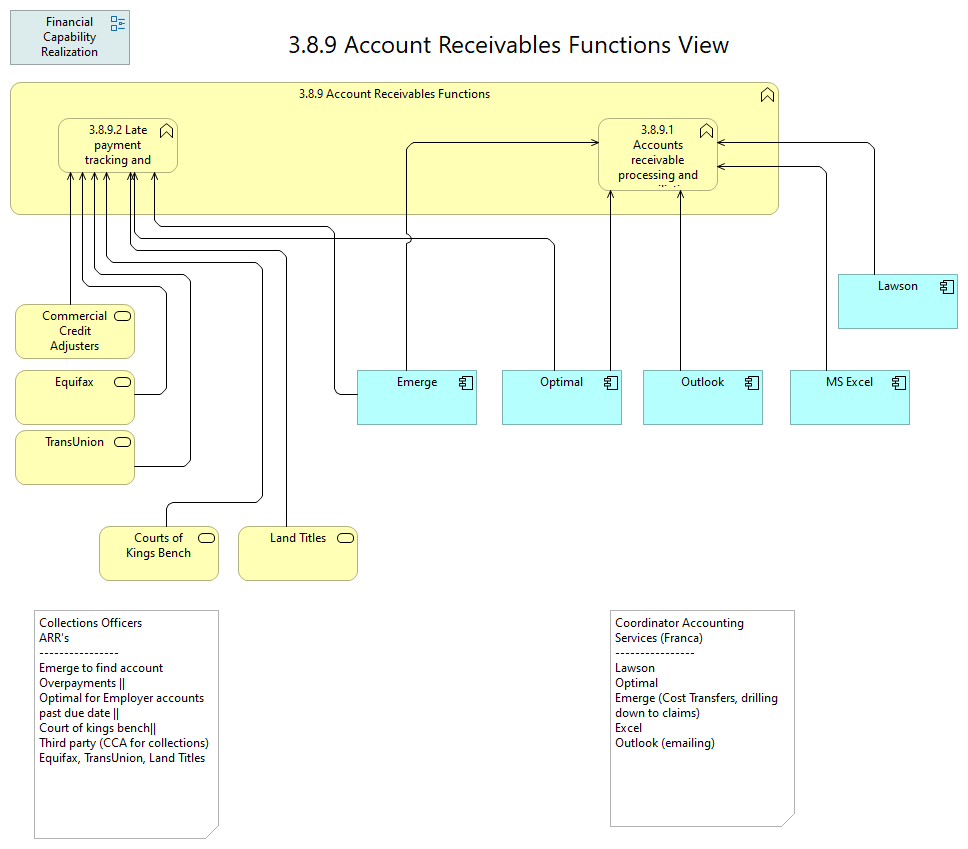 Financial
Capability
Realization
3.8.9 Account Receivables Functions View
3.8.9 Account Receivables Functions
3.8.9.2 Late
payment
tracking and
3.8.9.1
Accounts
receivable
processing and
Lawson
Commercial
Credit
Adjusters
Equifax
Emerge
Optimal
Outlook
MS Excel
TransUnion
Courts of
Kings Bench
Land Titles
Collections Officers
ARR's
----------------
Emerge to find account
Overpayments ||
Optimal for Employer accounts
past due date ||
Court of kings bench||
Third party (CCA for collections)
Equifax, TransUnion, Land Titles
Coordinator Accounting
Services (Franca)
----------------
Lawson
Optimal
Emerge (Cost Transfers, drilling
down to claims)
Excel
Outlook (emailing)